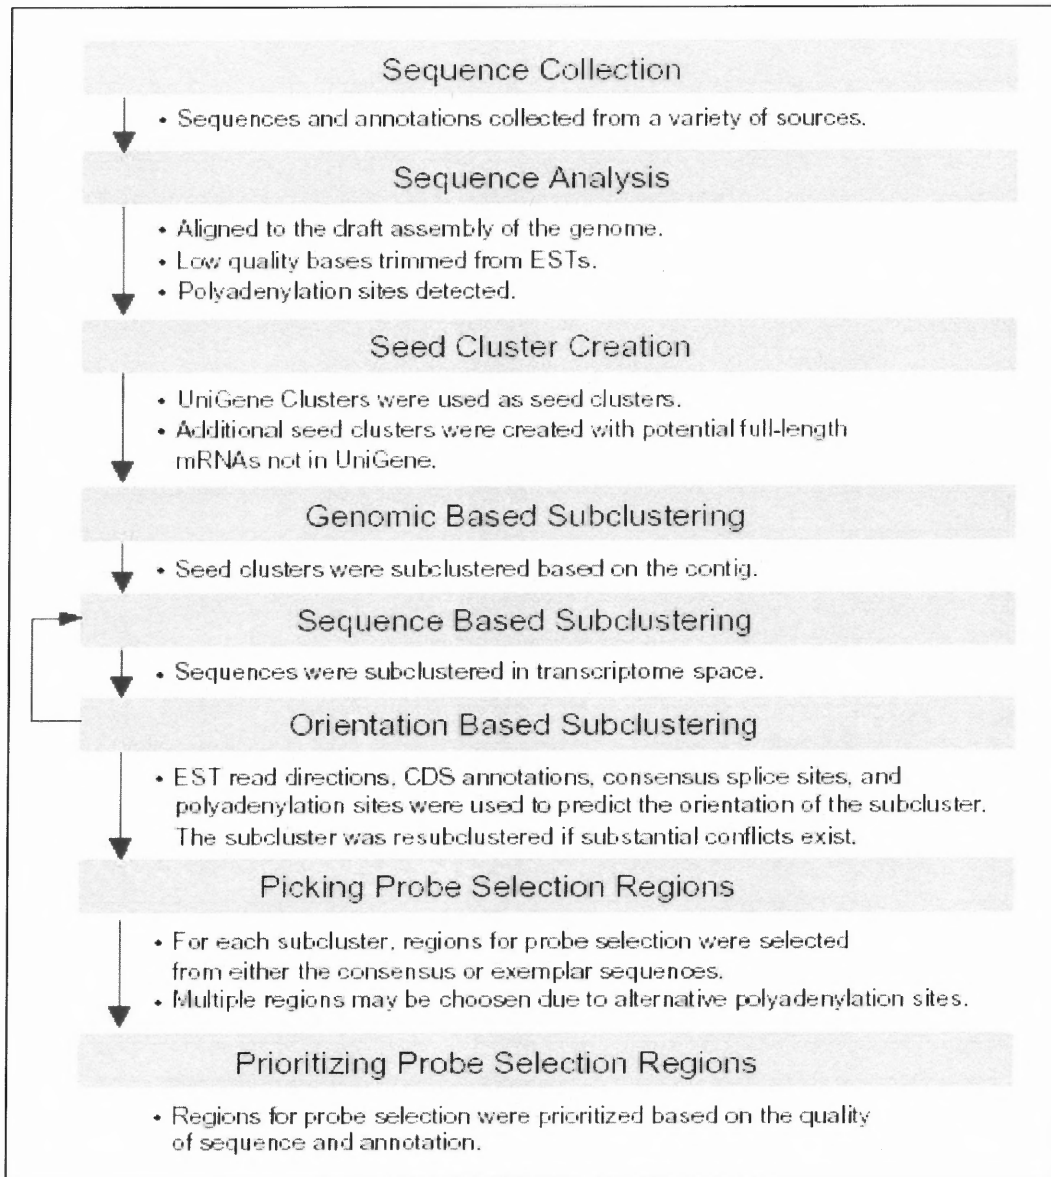 Sequence Collection
• Sequences and annotations collected from a variety of sources.
Sequence Analysis
• Aligned to the draft assembly of the genome.
• Low quality bases trimmed from ESTs.
• Polyadenylation sites detected.
Seed Cluster Creation
• UniGene Clusters were used as seed clusters.
• Additional seed clusters were created with potential full-length
mRNAs not in UniGene.
Genomic Based Subclustering
• Seed clusters were subclustered based on the contig.
Sequence Based Subclustering
• Sequences were subclustered in transcriptome space.
Orientation Based Subclustering
• EST read directions, CDS annotations, consensus splice sites, and
polyadenylation sites were used to predict the orientation of the subcluster.
The subcluster was resubclustered if substantial conflicts exist.
Picking Probe Selection Regions
• For each subcluster, regions for probe selection were selected
from either the consensus or exemplar sequences.
• Multiple regions may be choosen due to alternative polyadenylation sites.
Prioritizing Probe Selection Regions
• Regions for probe selection were prioritized based on the quality
of sequence and annotation.